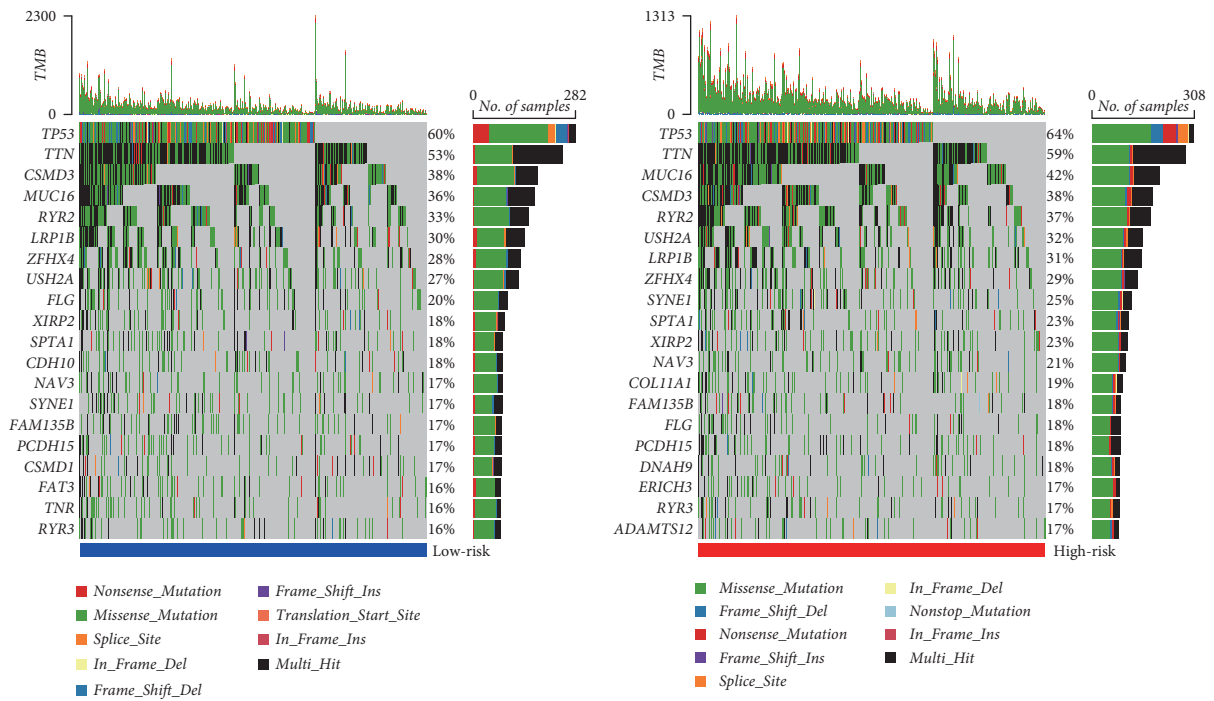 2300
TMB
0
0
282
No. of samples
TP53 60%
TTN 53%
CSMD3 38%
MUC16 36%
RYR2 33%
LRP1B 30%
ZFHX4 28%
USH2A 27%
FLG 20%
XIRP2 18%
SPTA1 18%
CDH10 18%
NAV3 17%
SYNE1 17%
FAM135B 17%
PCDH15 17%
CSMD1 17%
FAT3 16%
TNR 16%
RYR3 16%
Low-risk
Nonsense_Mutation
Missense_Mutation
Splice_Site
In_Frame_Del
Frame_Shift_Del
Frame_Shift_Ins
Translation_Start_Site
In_Frame_Ins
Multi_Hit
1313
TMB
0
0
308
No. of samples
TP53 64%
TTN 59%
MUC16 42%
CSMD3 38%
RYR2 37%
USH2A 32%
LRP1B 31%
ZFHX4 29%
SYNE1 25%
SPTA1 23%
XIRP2 23%
NAV3 21%
COL11A1 19%
FAM135B 18%
FLG 18%
PCDH15 18%
DNAH9 18%
ERICH3 17%
RYR3 17%
ADAMTS12 17%
High-risk
Missense_Mutation
Frame_Shift_Del
Nonsense_Mutation
Frame_Shift_Ins
Splice_Site
In_Frame_Del
Nonstop_Mutation
In_Frame_Ins
Multi_Hit